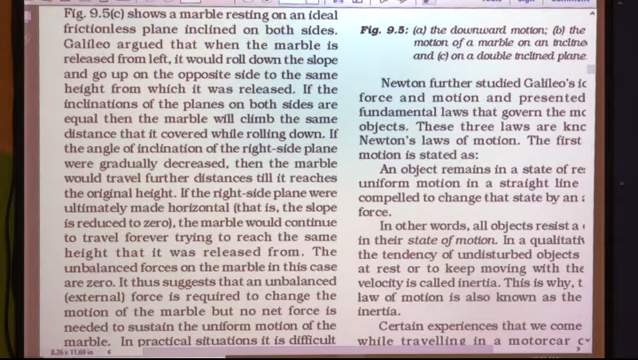 Fig. 9.5(c) shows a marble resting on an ideal
frictionless plane inclined on both sides.
Galileo argued that when the marble is
released from left, it would roll down the slope
and go up on the opposite side to the same
height from which it was released. If the
inclinations of the planes on both sides are
equal then the marble will climb the same
distance that it covered while rolling down. If
the angle of inclination of the right-side plane
were gradually decreased, then the marble
would travel further distances till it reaches
the original height. If the right-side plane were
ultimately made horizontal (that is, the slope
is reduced to zero), the marble would continue
to travel forever trying to reach the same
height that it was released from. The
unbalanced forces on the marble in this case
are zero. It thus suggests that an unbalanced
(external) force is required to change the
motion of the marble but no net force is
needed to sustain the uniform motion of the
marble. In practical situations it is difficult
8.26 x 11.69 in
Fig. 9.5: (a) the downward motion; (b) the
motion of a marble on an incline
and (c) on a double inclined plane
Newton further studied Galileo's
force and motion and presented
fundamental laws that govern the
objects. These three laws are
Newton's laws of motion. The first
motion is stated as:
An object remains in a state of
uniform motion in a straight line
compelled to change that state by an
force.
In other words, all objects resist a
in their state of motion. In a
the tendency of undisturbed objects
at rest or to keep moving with the
velocity is called inertia. This is why,
law of motion is also known as the
inertia.
Certain experiences that we come
while travelling in a motorcar